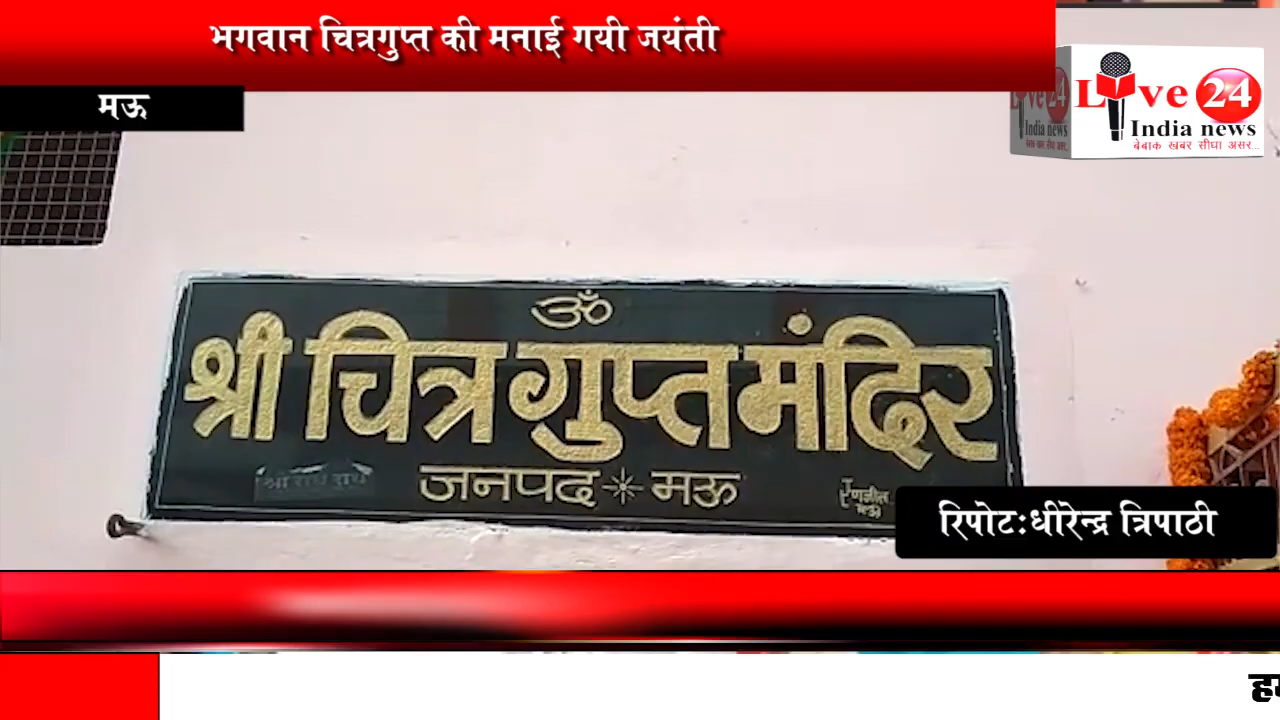 भगवान चित्रगुप्त की मनाई गयी जयंती
मऊ
Live 24
India news
बेबाक खबर सीधा असर...
ॐ
श्री चित्रगुप्त मंदिर
जनपद मऊ
रिपोट:धीरेन्द्र त्रिपाठी